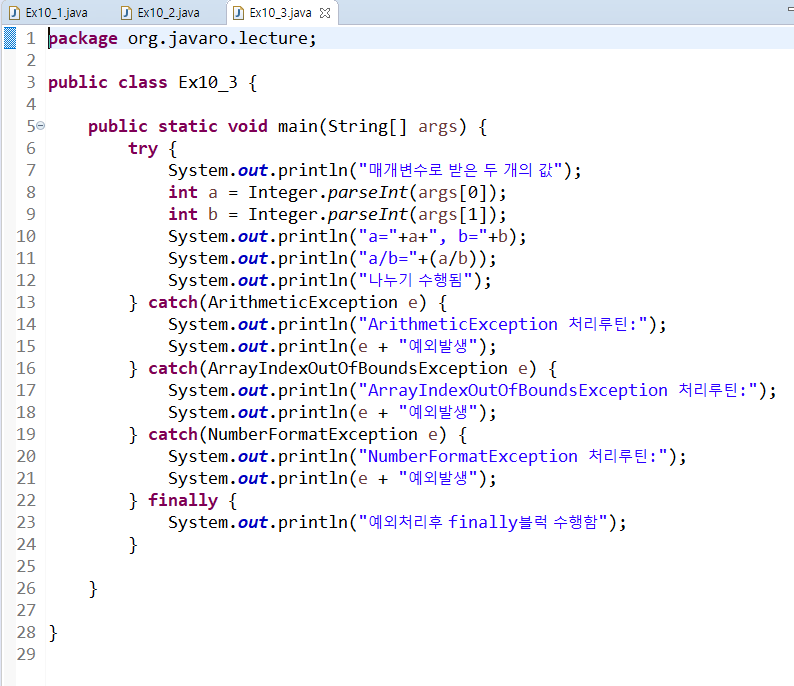 Ex10_1.java Ex10_2.java Ex10_3.java
1 package org.javaro.lecture;
2
3 public class Ex10_3 {
4
5 public static void main(String[] args) {
6 try {
7 System.out.println("매개변수로 받은 두 개의 값");
8 int a = Integer.parseInt(args[0]);
9 int b = Integer.parseInt(args[1]);
10 System.out.println("a="+a+", b="+b);
11 System.out.println("a/b="+(a/b));
12 System.out.println("나누기 수행됨");
13 } catch(ArithmeticException e) {
14 System.out.println("ArithmeticException 처리루틴:");
15 System.out.println(e + "예외발생");
16 } catch(ArrayIndexOutOfBoundsException e) {
17 System.out.println("ArrayIndexOutOfBoundsException 처리루틴:");
18 System.out.println(e + "예외발생");
19 } catch(NumberFormatException e) {
20 System.out.println("NumberFormatException 처리루틴:");
21 System.out.println(e + "예외발생");
22 } finally {
23 System.out.println("예외처리후 finally블럭 수행함");
24 }
25
26 }
27
28 }
29